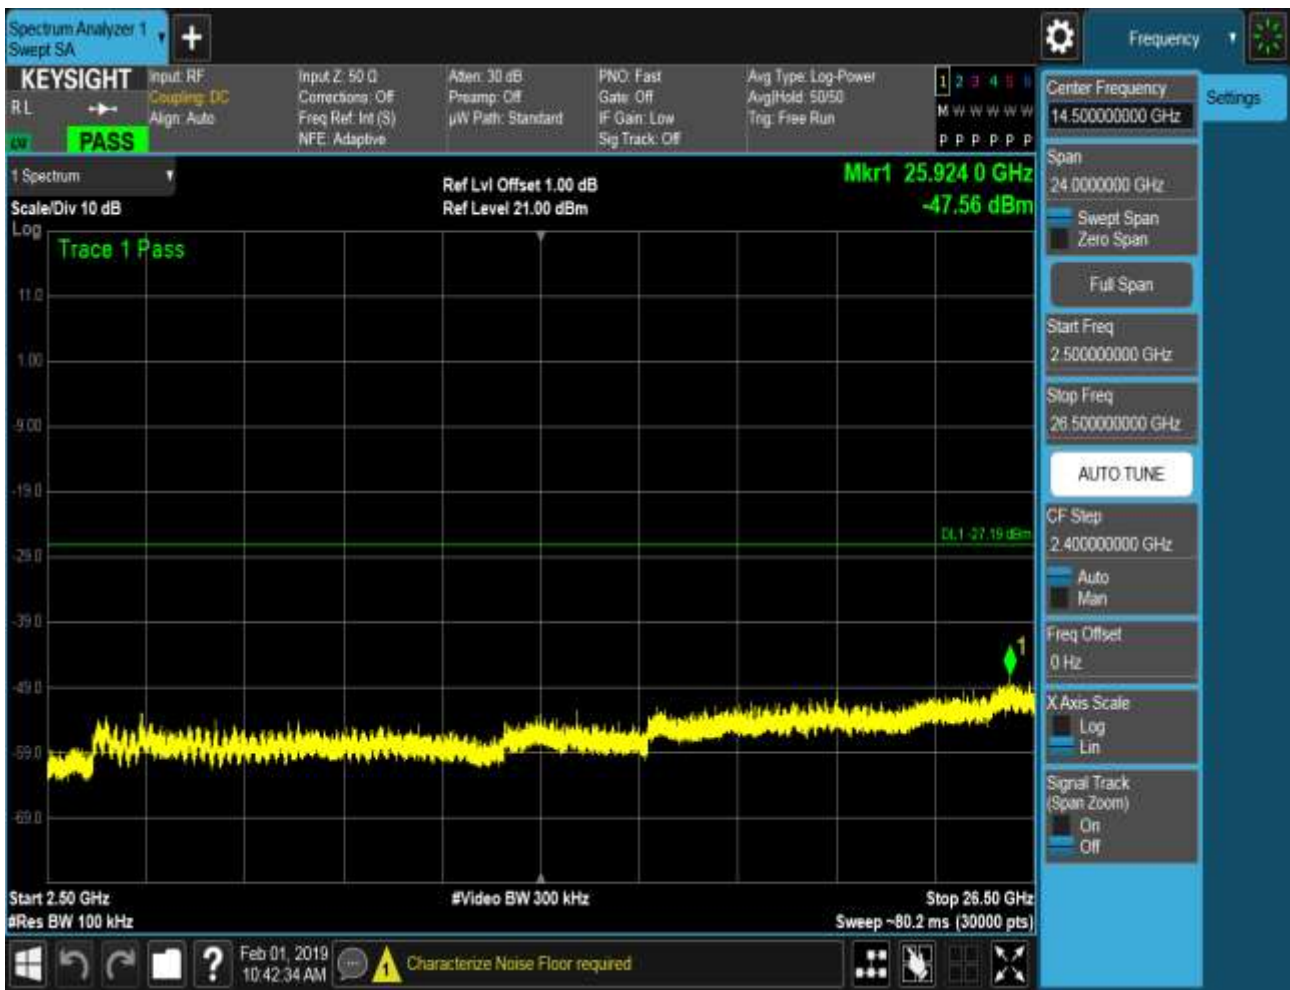 Spectrum Analyzer 1
Swept SA
+
Frequency
KEYSIGHT
R L
PASS
Input: RF
Coupling: DC
Align: Auto
Input Z: 50 Ω
Corrections: Off
Freq Ref: Int (S)
NFE: Adaptive
Atten: 30 dB
Preamp: Off
µW Path: Standard
PNO: Fast
Gate: Off
IF Gain: Low
Sig Track: Off
Avg Type: Log-Power
Avg|Hold: 50/50
Trig: Free Run
1 2 3 4 5 6
M W W W W W
P P P P P P
1 Spectrum
Scale/Div 10 dB
Log
Ref Lvl Offset 1.00 dB
Ref Level 21.00 dBm
Mkr1 25.924 0 GHz
-47.56 dBm
Trace 1 Pass
11.0
1.00
-9.00
-19.0
DL1 -27.19 dBm
-29.0
-39.0
1
-49.0
-59.0
-69.0
Start 2.50 GHz
#Res BW 100 kHz
#Video BW 300 kHz
Stop 26.50 GHz
Sweep ~80.2 ms (30000 pts)
Center Frequency
14.500000000 GHz
Settings
Span
24.0000000 GHz
Swept Span
Zero Span
Full Span
Start Freq
2.500000000 GHz
Stop Freq
26.500000000 GHz
AUTO TUNE
CF Step
2.400000000 GHz
Auto
Man
Freq Offset
0 Hz
X Axis Scale
Log
Lin
Signal Track
(Span Zoom)
On
Off
?
Feb 01, 2019
10:42:34 AM
1
Characterize Noise Floor required